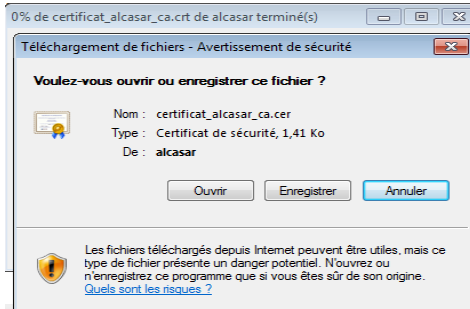 0% de certificat_alcasar_ca.crt de alcasar terminé(s)
Téléchargement de fichiers - Avertissement de sécurité
Voulez-vous ouvrir ou enregistrer ce fichier ?
Nom : certificat_alcasar_ca.cer
Type : Certificat de sécurité, 1,41 Ko
De : alcasar
Ouvrir Enregistrer Annuler
Les fichiers téléchargés depuis Internet peuvent être utiles, mais ce
type de fichier présente un danger potentiel. N'ouvrez ou
n'enregistrez ce programme que si vous êtes sûr de son origine.
Quels sont les risques ?